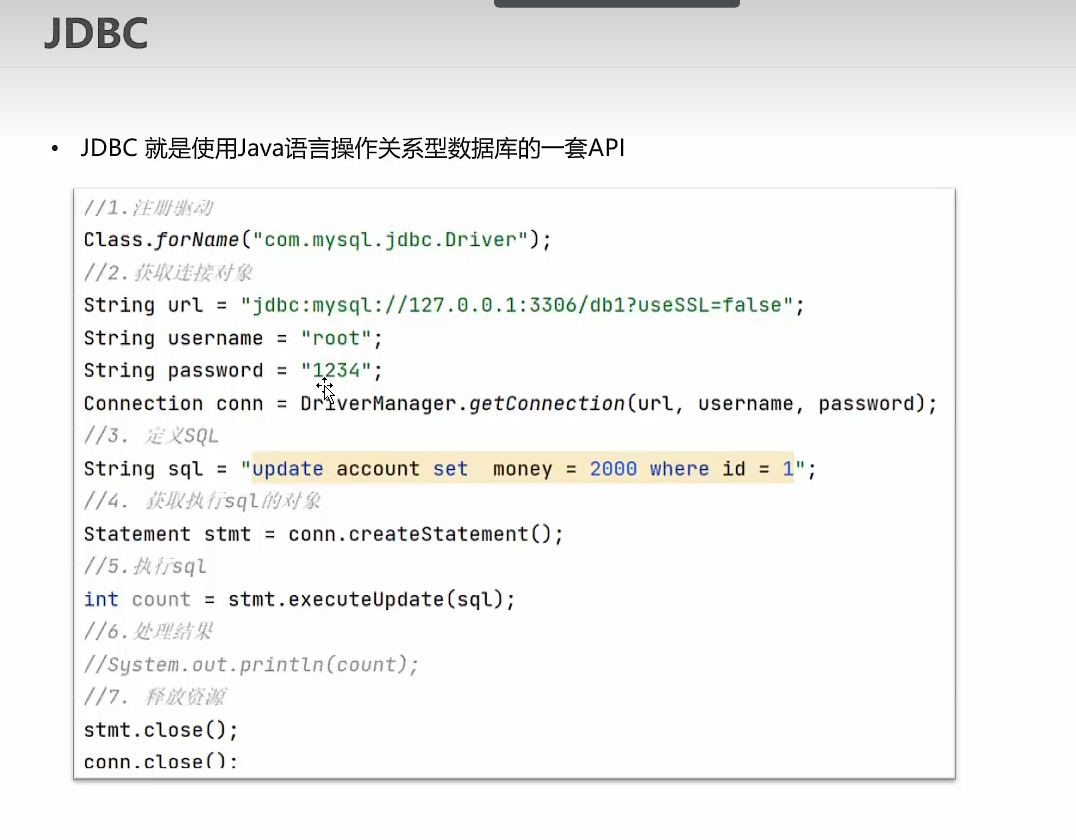 JDBC
• JDBC 就是使用Java语言操作关系型数据库的一套API
//1.注册驱动
Class.forName("com.mysql.jdbc.Driver");
//2.获取连接对象
String url = "jdbc:mysql://127.0.0.1:3306/db1?useSSL=false";
String username = "root";
String password = "1234";
Connection conn = DriverManager.getConnection(url, username, password);
//3. 定义SQL
String sql = "update account set  money = 2000 where id = 1";
//4. 获取执行sql的对象
Statement stmt = conn.createStatement();
//5.执行sql
int count = stmt.executeUpdate(sql);
//6.处理结果
//System.out.println(count);
//7. 释放资源
stmt.close();
conn.close();